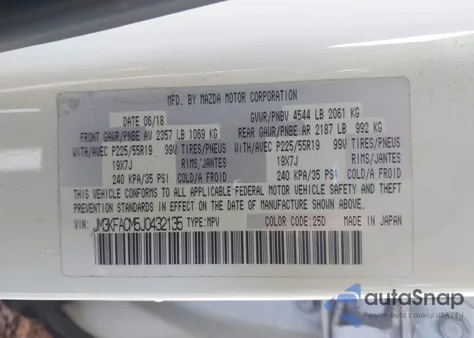 MFD. BY MAZDA MOTOR CORPORATION
DATE 06/18 GVWR/PNBV 4544 LB 2061 KG
FRONT GAWR/PNBE AV 2357 LB 1069 KG REAR GAWR/PNBE AR 2187 LB 992 KG
WITH/AVEC P225/55R19 99V TIRES/PNEUS WITH/AVEC P225/55R19 99V TIRES/PNEUS
19X7J RIMS/JANTES 19X7J RIMS/JANTES
240 KPA/35 PSI COLD/A FROID 240 KPA/35 PSI COLD/A FROID
THIS VEHICLE CONFORMS TO ALL APPLICABLE FEDERAL MOTOR VEHICLE SAFETY AND THEFT
PREVENTION STANDARDS IN EFFECT ON THE DATE OF MANUFACTURE SHOWN ABOVE.
VIN: JM3KFACM5J0432135 TYPE:MPV COLOR CODE:25D MADE IN JAPAN
autoSnap
Pewne auta z aukcji USA i EU